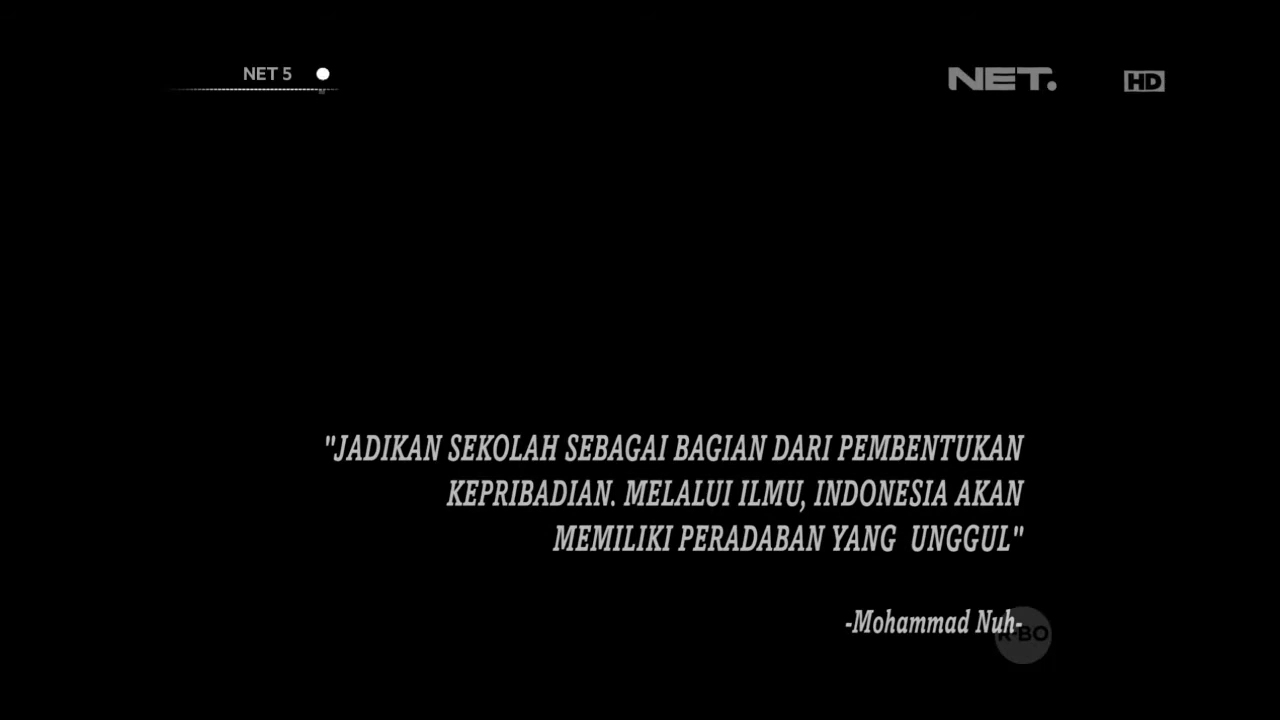 NET 5
NET.
HD
"JADIKAN SEKOLAH SEBAGAI BAGIAN DARI PEMBENTUKAN
KEPRIBADIAN. MELALUI ILMU, INDONESIA AKAN
MEMILIKI PERADABAN YANG UNGGUL"
-Mohammad Nuh-